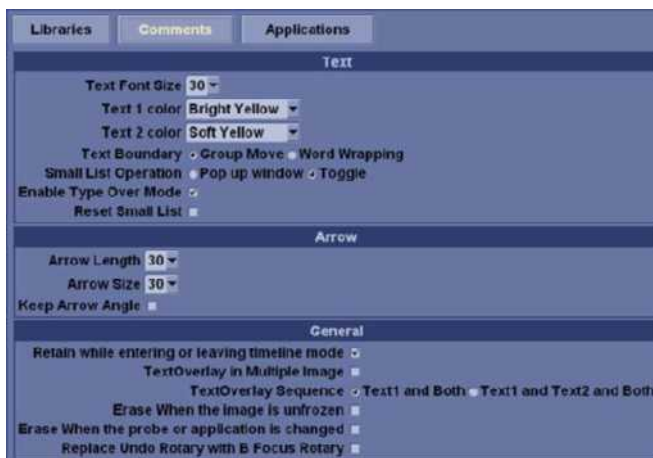 Libraries Comments Applications
Text
Text Font Size 30
Text 1 color Bright Yellow
Text 2 color Soft Yellow
Text Boundary Group Move Word Wrapping
Small List Operation Pop up window Toggle
Enable Type Over Mode
Reset Small List
Arrow
Arrow Length 30
Arrow Size 30
Keep Arrow Angle
General
Retain while entering or leaving timeline mode
TextOverlay in Multiple Image
TextOverlay Sequence Text1 and Both Text1 and Text2 and Both
Erase When the image is unfrozen
Erase When the probe or application is changed
Replace Undo Rotary with B Focus Rotary